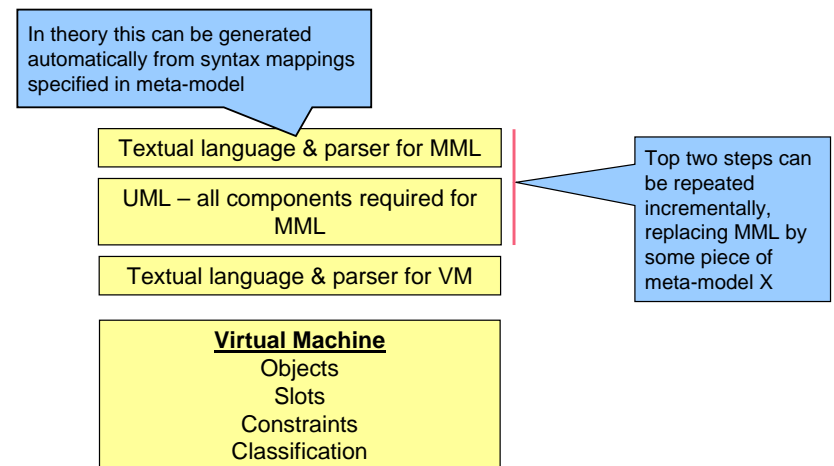 In theory this can be generated
automatically from syntax mappings
specified in meta-model
Textual language & parser for MML
UML – all components required for
MML
Textual language & parser for VM
Top two steps can
be repeated
incrementally,
replacing MML by
some piece of
meta-model X
Virtual Machine
Objects
Slots
Constraints
Classification